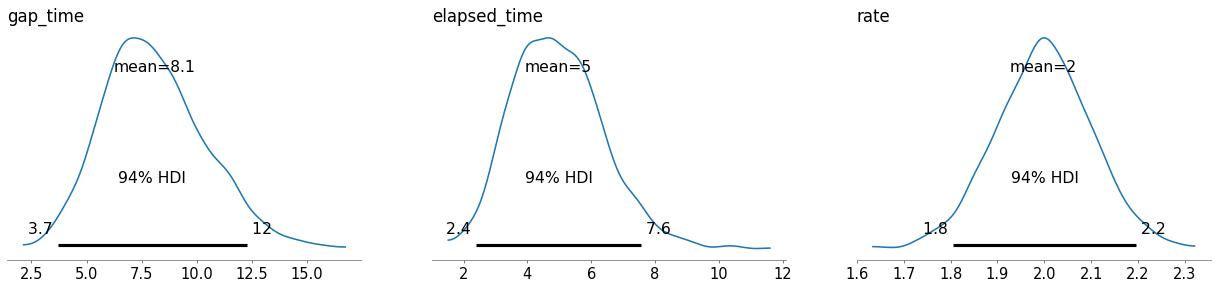 gap_time
mean=8.1
94% HDI
3.7 12
2.5 5.0 7.5 10.0 12.5 15.0
elapsed_time
mean=5
94% HDI
2.4 7.6
2 4 6 8 10 12
rate
mean=2
94% HDI
1.8 2.2
1.6 1.7 1.8 1.9 2.0 2.1 2.2 2.3